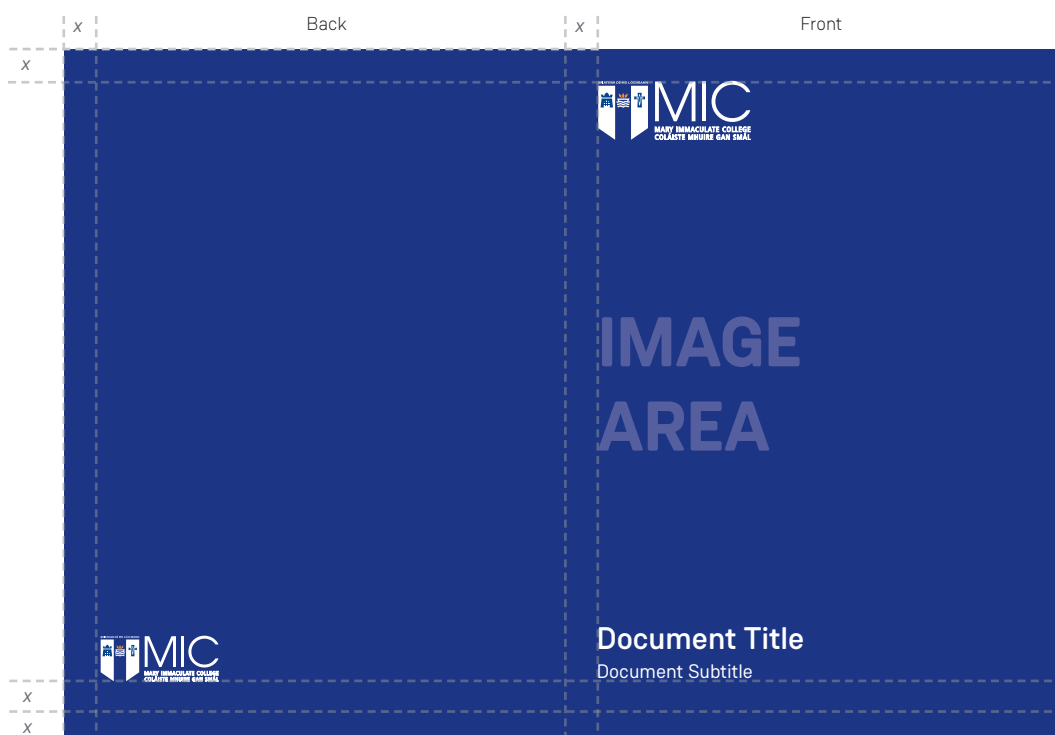 x
Back
x
Front
x
MIC
MARY IMMACULATE COLLEGE
COLÁISTE MHUIRE GAN SMÁL
IMAGE
AREA
Document Title
Document Subtitle
MIC
MARY IMMACULATE COLLEGE
COLÁISTE MHUIRE GAN SMÁL
x
x